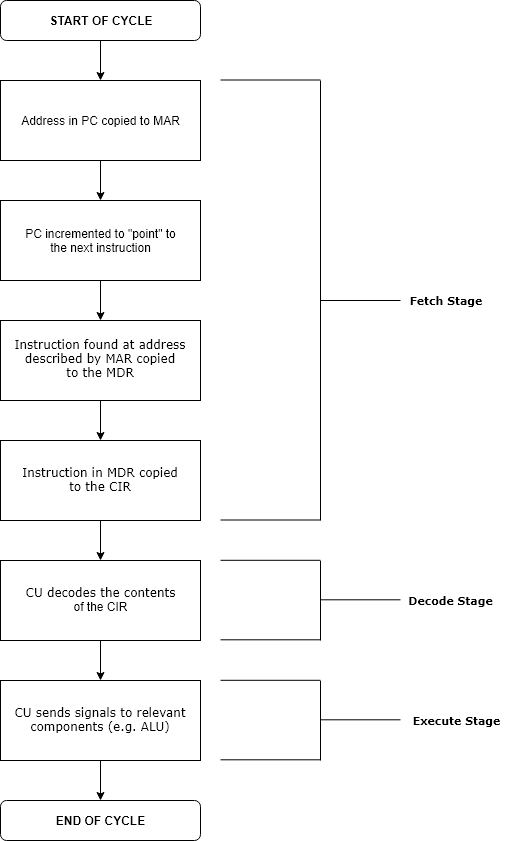 START OF CYCLE
Address in PC copied to MAR
PC incremented to "point" to
the next instruction
Instruction found at address
described by MAR copied
to the MDR
Instruction in MDR copied
to the CIR
Fetch Stage
CU decodes the contents
of the CIR
Decode Stage
CU sends signals to relevant
components (e.g. ALU)
Execute Stage
END OF CYCLE